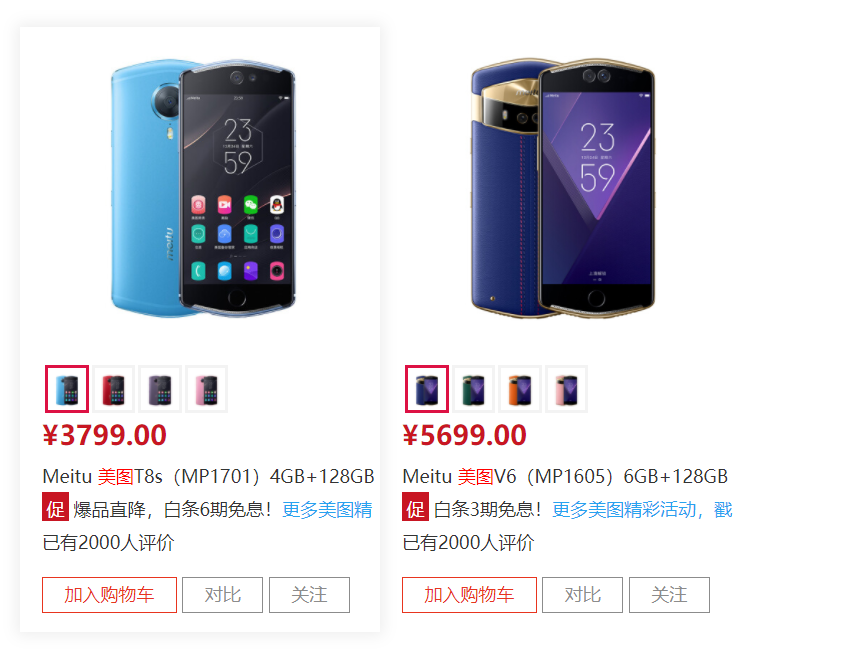 23
59
23
59
¥3799.00
Meitu 美图T8s（MP1701）4GB+128GB
促 爆品直降，白条6期免息！更多美图精
已有2000人评价
加入购物车 对比 关注
¥5699.00
Meitu 美图V6（MP1605）6GB+128GB
促 白条3期免息！更多美图精彩活动，戳
已有2000人评价
加入购物车 对比 关注